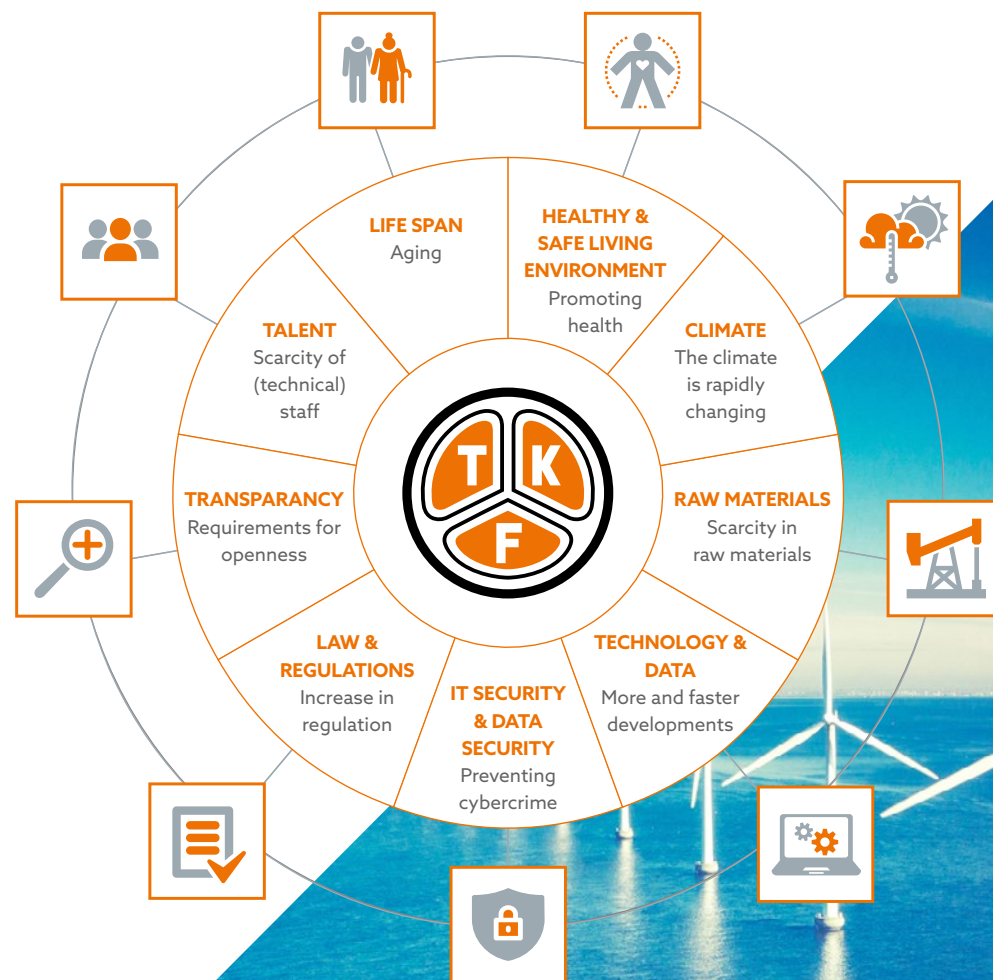 LIFE SPAN
Aging
HEALTHY &
SAFE LIVING
ENVIRONMENT
Promoting
health
CLIMATE
The climate
is rapidly
changing
RAW MATERIALS
Scarcity in
raw materials
TECHNOLOGY &
DATA
More and faster
developments
IT SECURITY
& DATA
SECURITY
Preventing
cybercrime
LAW &
REGULATIONS
Increase in
regulation
TRANSPARANCY
Requirements for
openness
TALENT
Scarcity of
(technical)
staff
T K
F